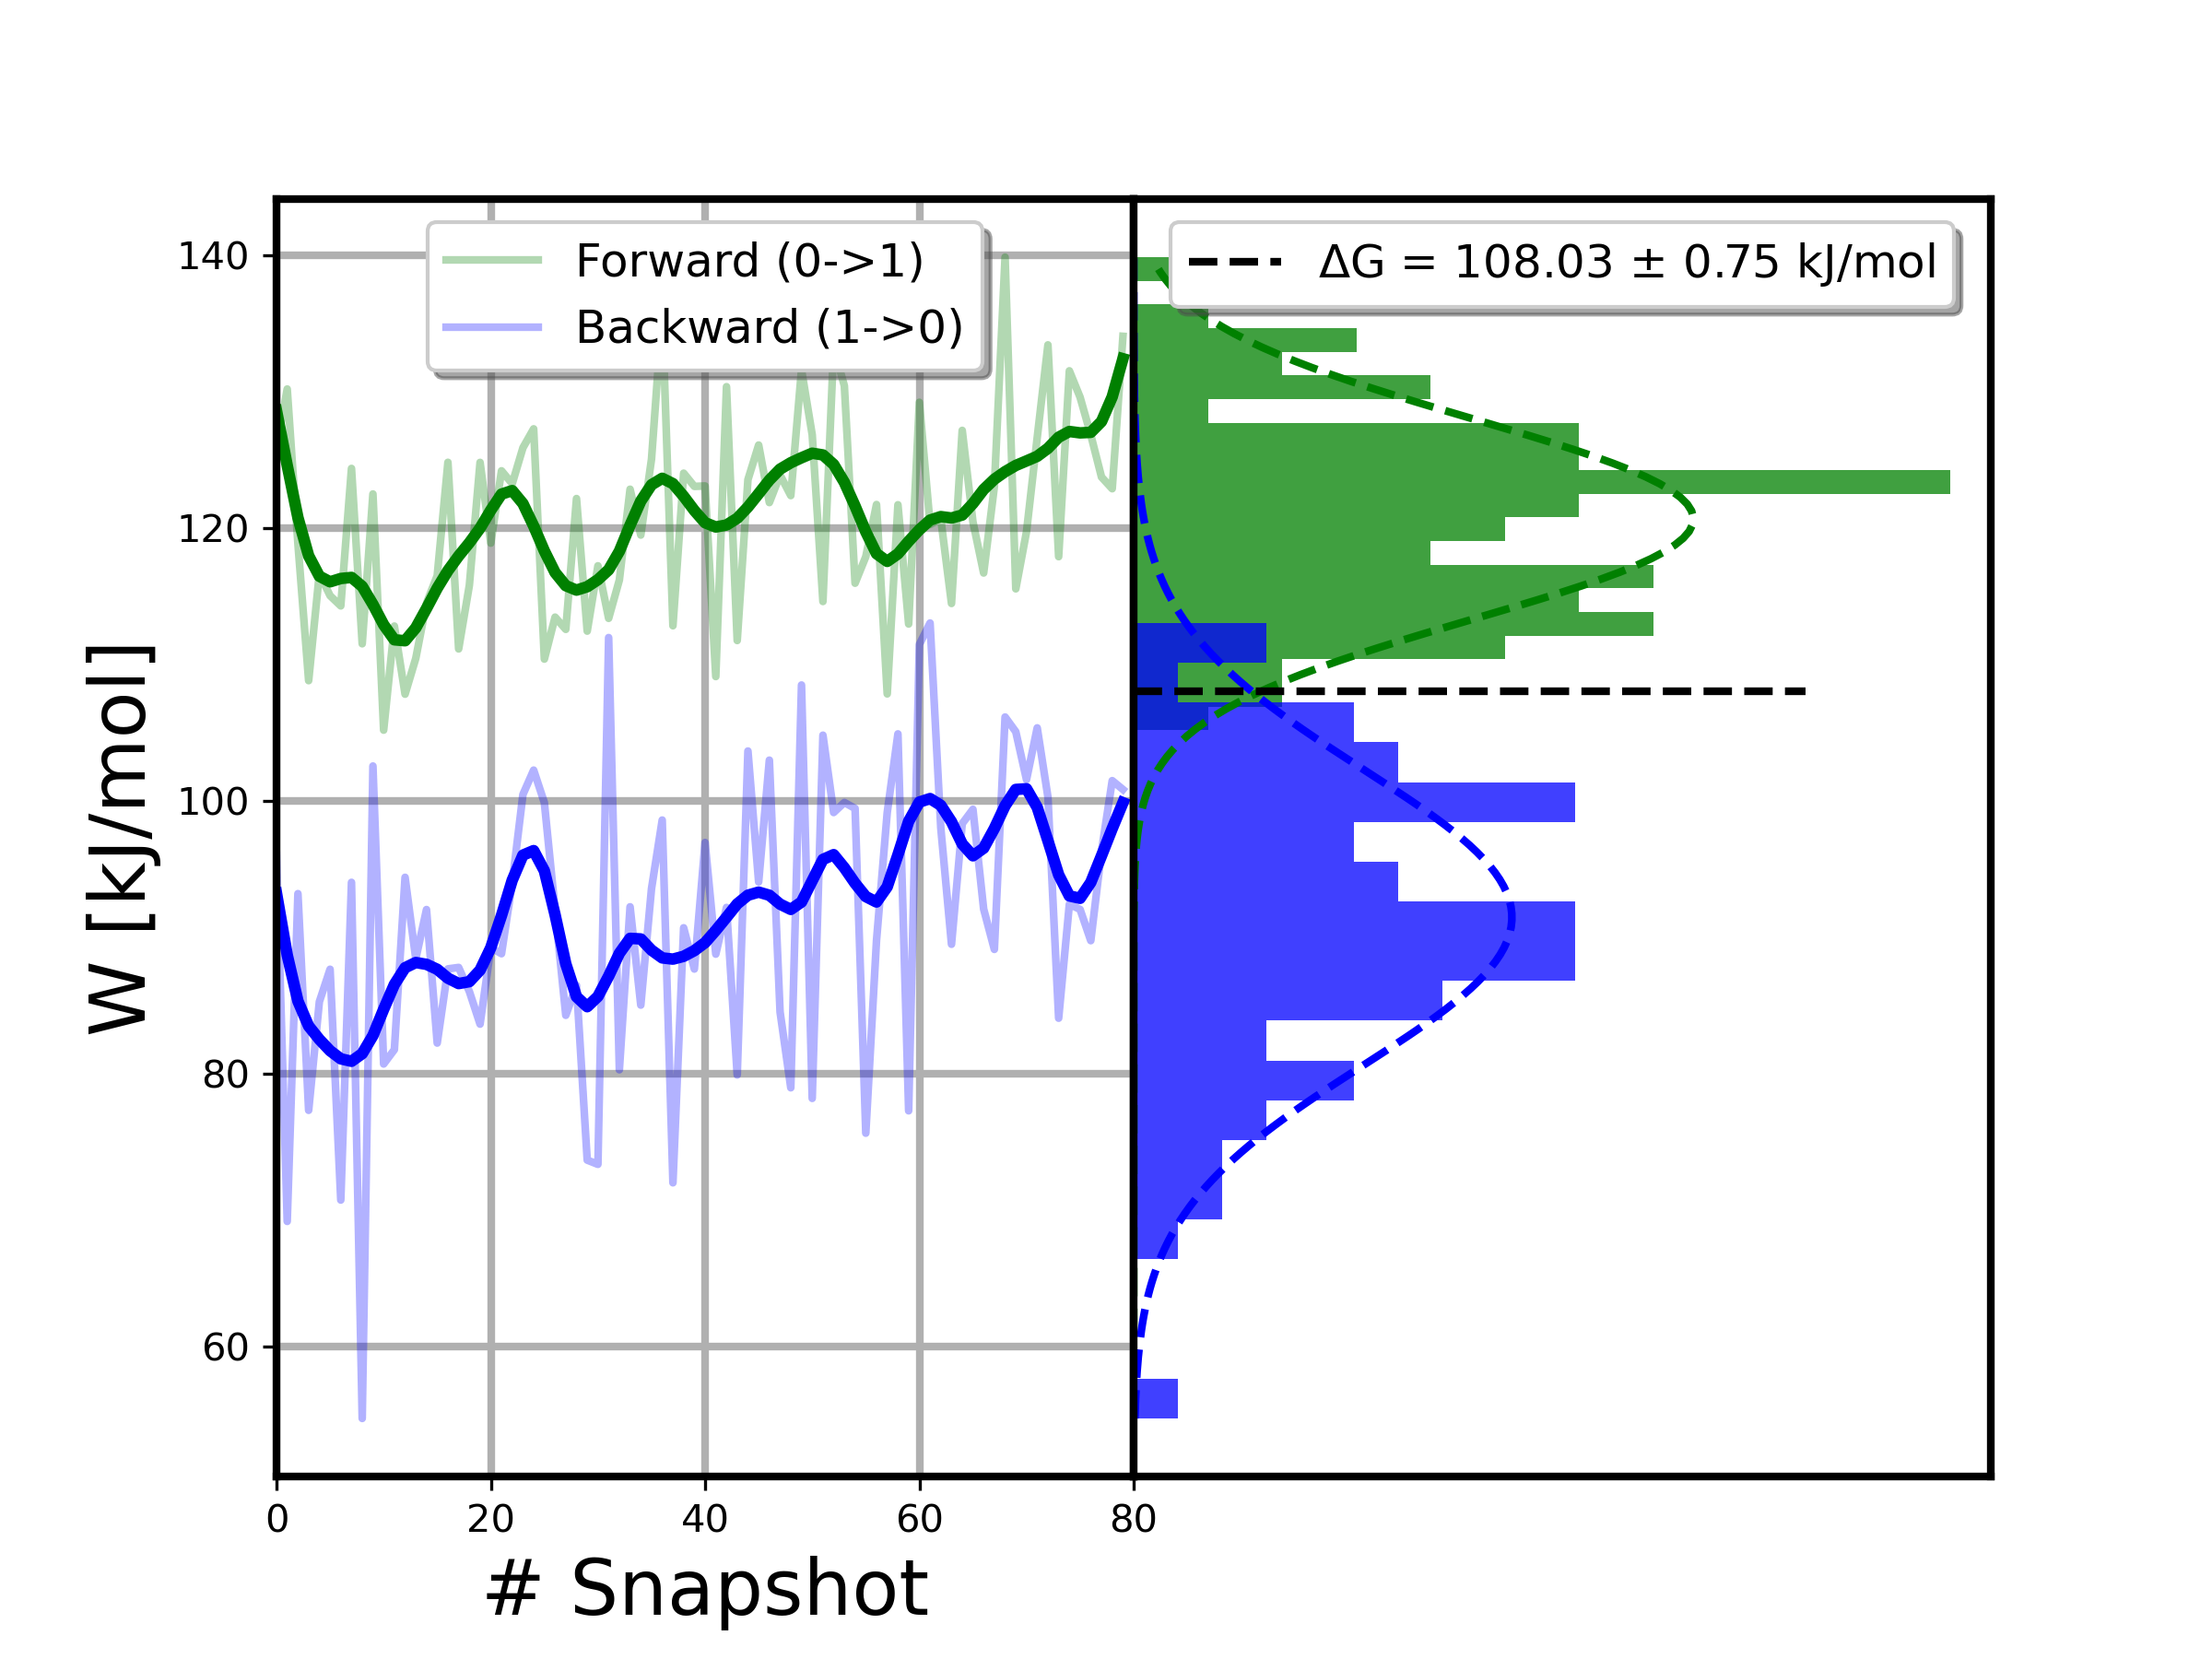 Forward (0->1)
Backward (1->0)
ΔG = 108.03 ± 0.75 kJ/mol
W [kJ/mol]
140
120
100
80
60
0 20 40 60 80
# Snapshot